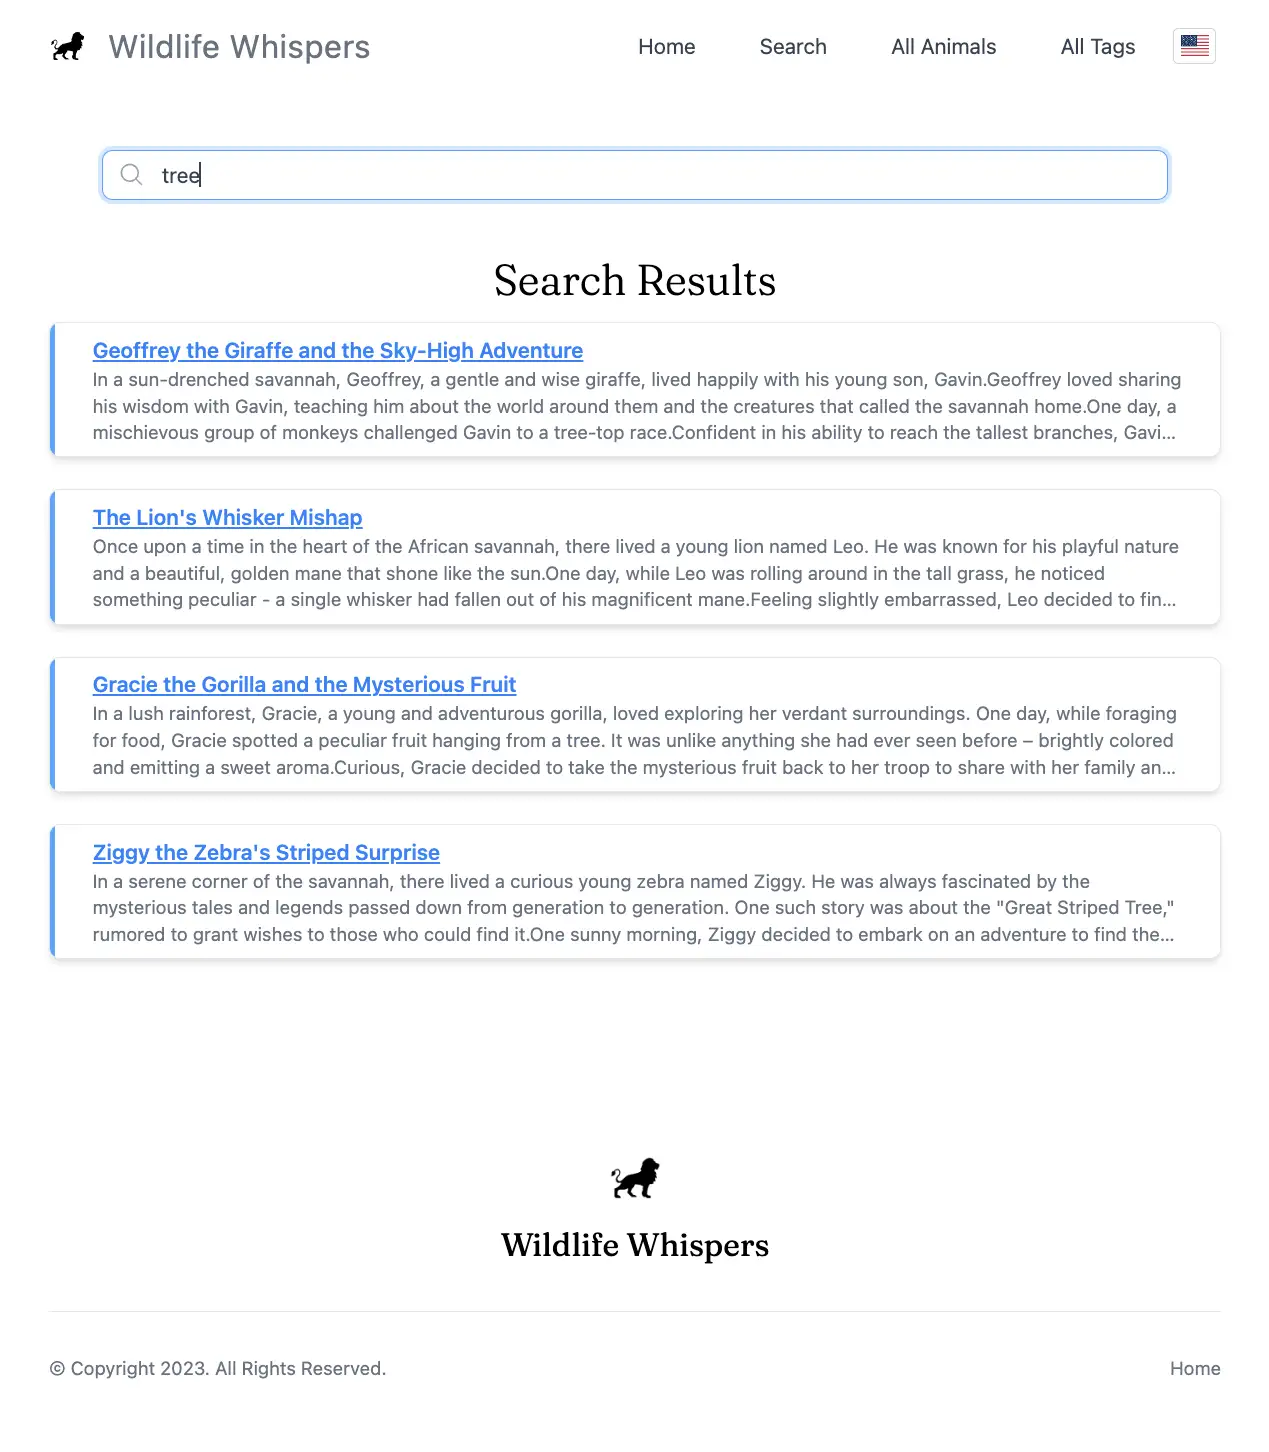 Wildlife Whispers
Home
Search
All Animals
All Tags
tree
Search Results
Geoffrey the Giraffe and the Sky-High Adventure
In a sun-drenched savannah, Geoffrey, a gentle and wise giraffe, lived happily with his young son, Gavin.Geoffrey loved sharing
his wisdom with Gavin, teaching him about the world around them and the creatures that called the savannah home.One day, a
mischievous group of monkeys challenged Gavin to a tree-top race.Confident in his ability to reach the tallest branches, Gavi...
The Lion's Whisker Mishap
Once upon a time in the heart of the African savannah, there lived a young lion named Leo. He was known for his playful nature
and a beautiful, golden mane that shone like the sun.One day, while Leo was rolling around in the tall grass, he noticed
something peculiar - a single whisker had fallen out of his magnificent mane.Feeling slightly embarrassed, Leo decided to fin...
Gracie the Gorilla and the Mysterious Fruit
In a lush rainforest, Gracie, a young and adventurous gorilla, loved exploring her verdant surroundings. One day, while foraging
for food, Gracie spotted a peculiar fruit hanging from a tree. It was unlike anything she had ever seen before – brightly colored
and emitting a sweet aroma.Curious, Gracie decided to take the mysterious fruit back to her troop to share with her family an...
Ziggy the Zebra's Striped Surprise
In a serene corner of the savannah, there lived a curious young zebra named Ziggy. He was always fascinated by the
mysterious tales and legends passed down from generation to generation. One such story was about the "Great Striped Tree,"
rumored to grant wishes to those who could find it.One sunny morning, Ziggy decided to embark on an adventure to find the...
Wildlife Whispers
© Copyright 2023. All Rights Reserved.
Home